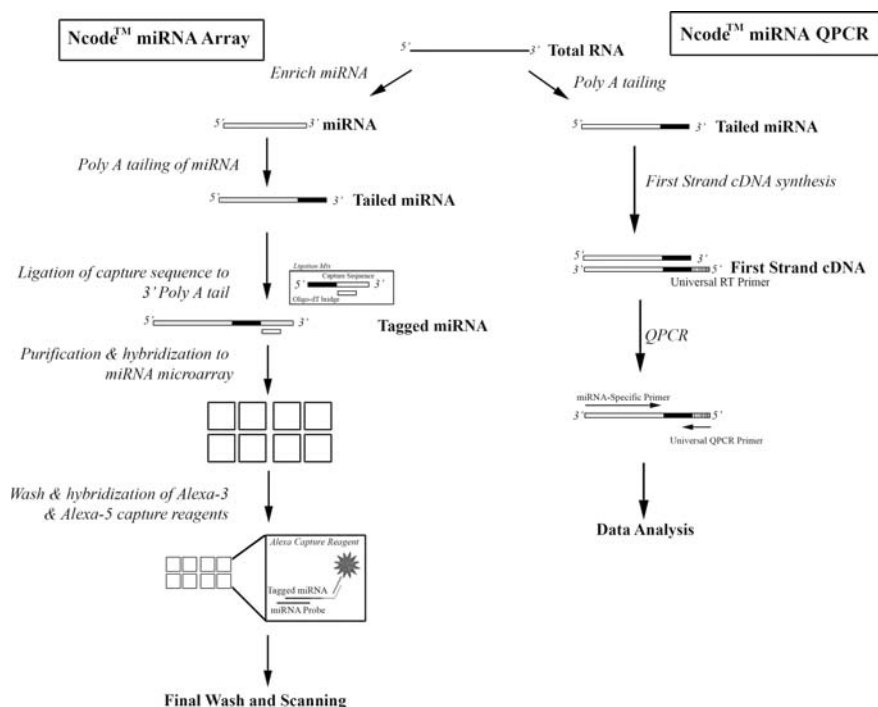 Ncode™ miRNA Array
Ncode™ miRNA QPCR
5' 3' Total RNA
Enrich miRNA
Poly A tailing
5' 3' miRNA
5' 3' Tailed miRNA
Poly A tailing of miRNA
First Strand cDNA synthesis
5' 3' Tailed miRNA
Ligation of capture sequence to
3' Poly A tail
Ligation Mix
Capture Sequence
5' 3'
Oligo-dT bridge
3'
3' 5'
First Strand cDNA
Universal RT Primer
5' 3'
Tagged miRNA
Purification & hybridization to
miRNA microarray
QPCR
miRNA-Specific Primer
3' 5'
Universal QPCR Primer
Wash & hybridization of Alexa-3
& Alexa-5 capture reagents
Data Analysis
Alexa Capture Reagent
Tagged miRNA
miRNA Probe
Final Wash and Scanning